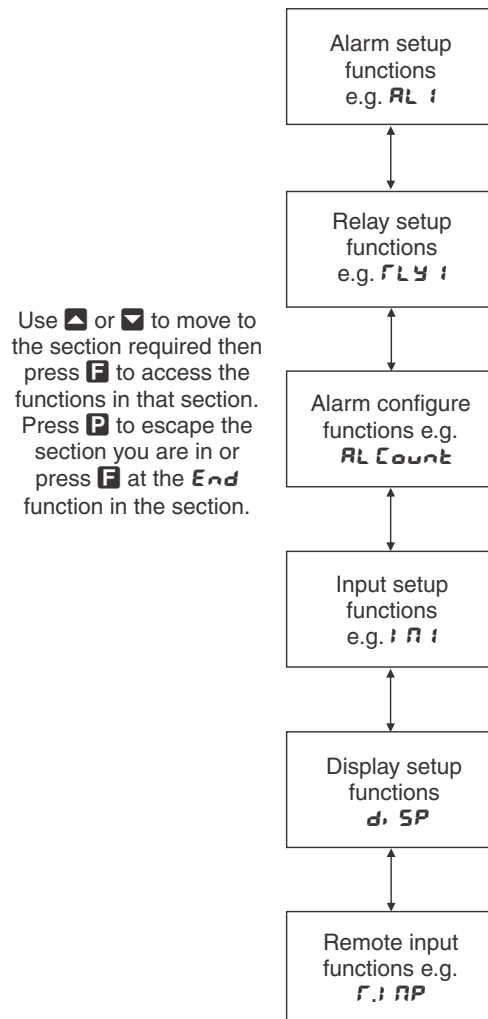 Alarm setup
functions
e.g. AL 1
Relay setup
functions
e.g. rLY 1
Use or to move to
the section required then
press F to access the
functions in that section.
Press P to escape the
section you are in or
press F at the End
function in the section.
Alarm configure
functions e.g.
AL Count
Input setup
functions
e.g. INP 1
Display setup
functions
diSP
Remote input
functions e.g.
r.INP